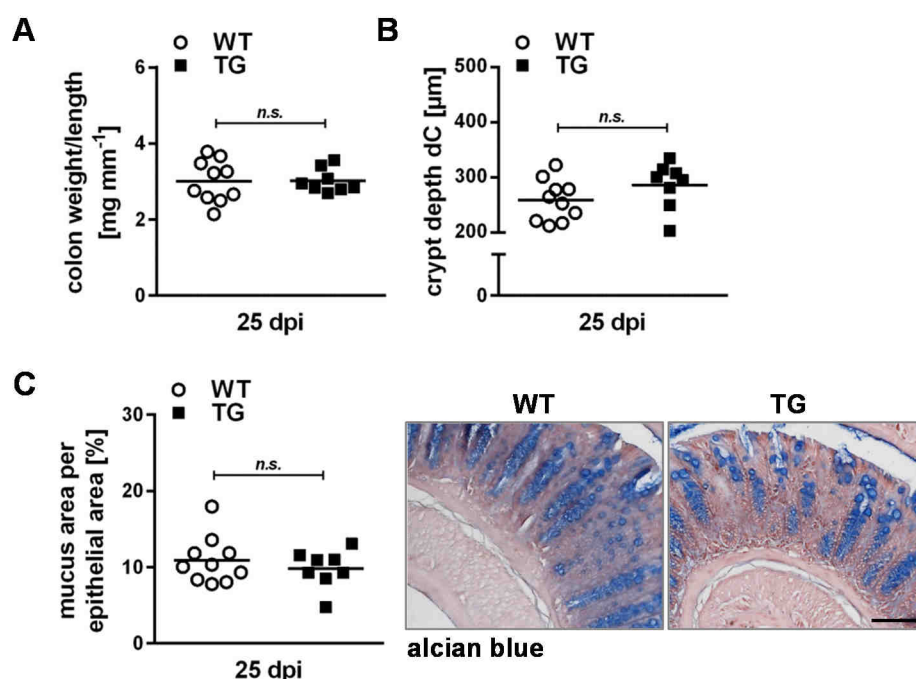 A
WT
TG
6
4
2
0
colon weight/length
[mg mm⁻¹]
n.s.
25 dpi
B
WT
TG
500
400
300
200
0
crypt depth dC [µm]
n.s.
25 dpi
C
WT
TG
30
20
10
0
mucus area per
epithelial area [%]
n.s.
25 dpi
WT
TG
alcian blue